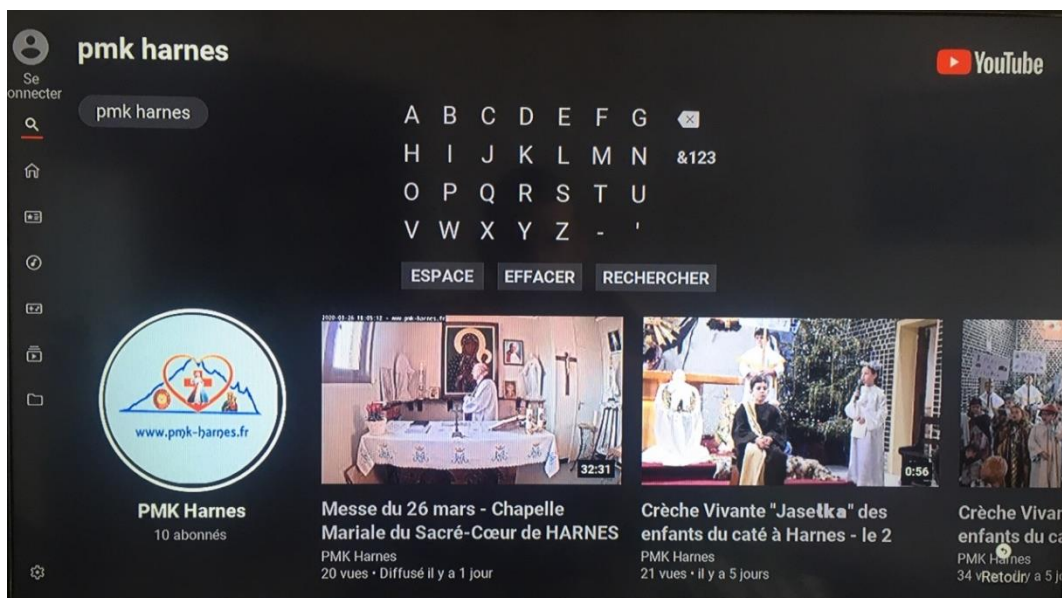 pmk harnes
YouTube
Se
onnecter
pmk harnes
A B C D E F G
H I J K L M N &123
O P Q R S T U
V W X Y Z - '
ESPACE EFFACER RECHERCHER
www.pmk-harnes.fr
PMK Harnes
10 abonnés
32:31
Messe du 26 mars - Chapelle
Mariale du Sacré-Cœur de HARNES
PMK Harnes
20 vues • Diffusé il y a 1 jour
0:56
Crèche Vivante "Jasełka" des
enfants du caté à Harnes - le 2
PMK Harnes
21 vues • il y a 5 jours
Crèche Vivar
enfants du ca
PMK Harnes
Retour